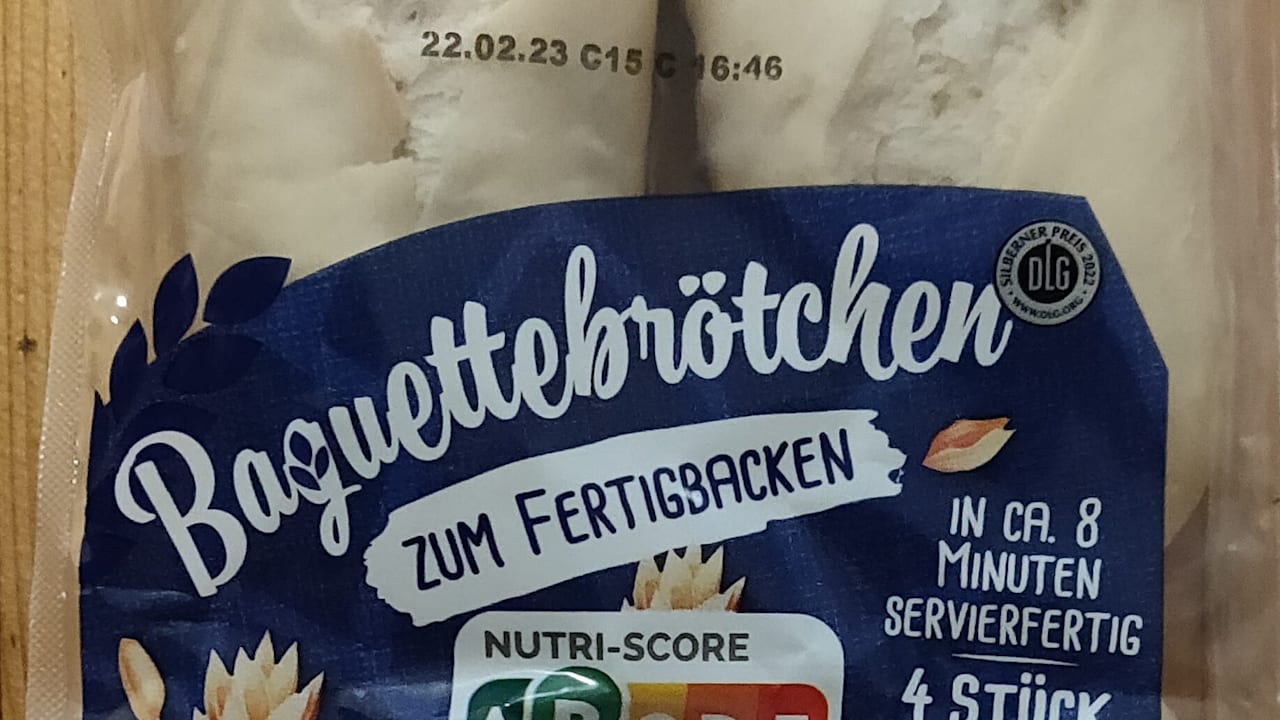 22.02.23 C15 C 16:46
SILBERNER PREIS 2022
DLG
WWW.DLG.ORG
Baguettebrötchen
ZUM FERTIGBACKEN
IN CA. 8
MINUTEN
SERVIERFERTIG
4 STÜCK
NUTRI-SCORE
A B C D E